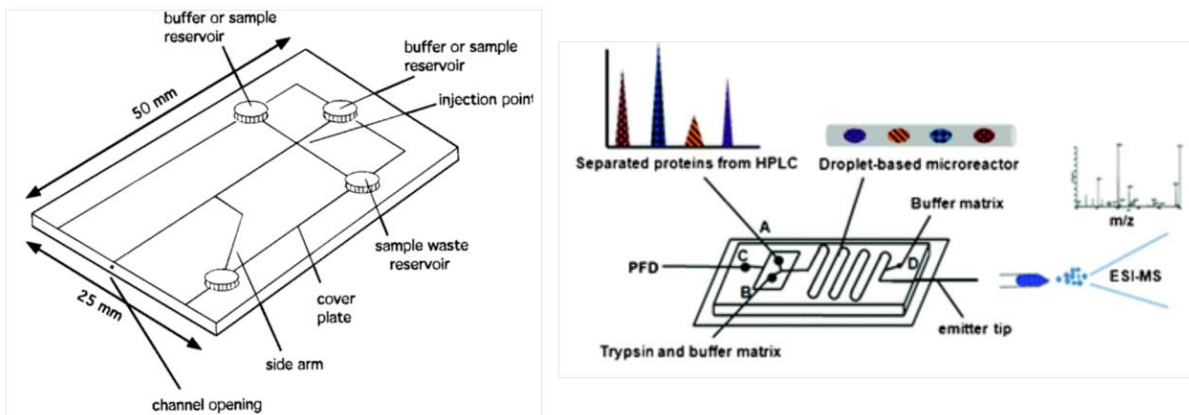 buffer or sample
reservoir
buffer or sample
reservoir
injection point
50 mm
sample waste
reservoir
25 mm
cover
plate
side arm
channel opening
Separated proteins from HPLC
Droplet-based microreactor
Buffer matrix
m/z
A
C
PFD
D
B
ESI-MS
emitter tip
Trypsin and buffer matrix